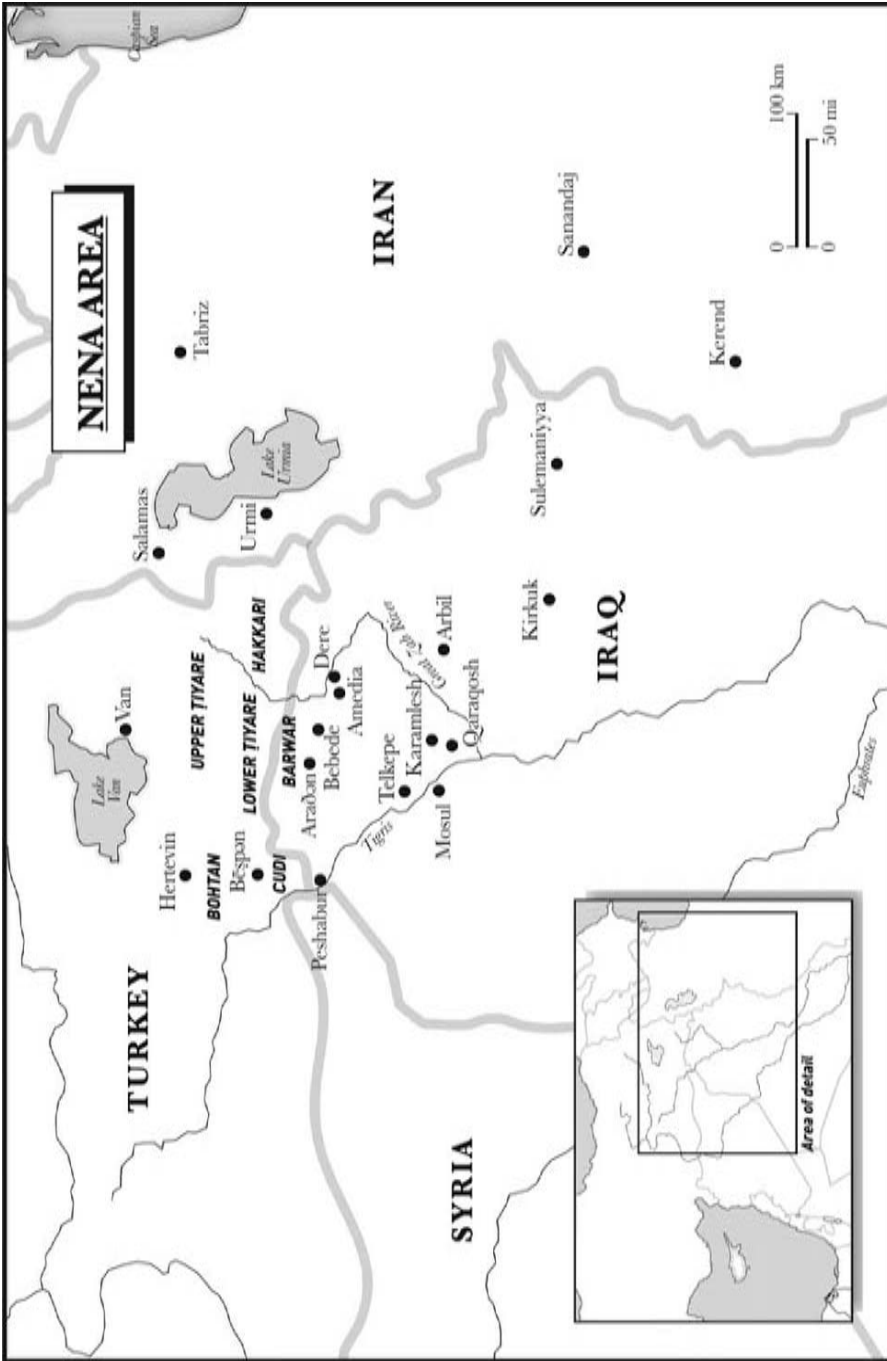 NENA AREA
Caspian
Sea
TURKEY
Lake
Van
Van
Hertevin
BOHTAN
Bēṣpən
CUDI
UPPER ṬIYARE
LOWER ṬIYARE
HAKKARI
BARWAR
Salamas
Tabriz
Lake
Urmia
Urmi
IRAN
Peshabur
Araδən
Bebede
Dere
Amedia
Tigris
Telkepe
Karamlesh
Mosul
Qaraqosh
Great Zab River
Arbil
SYRIA
IRAQ
Kirkuk
Sulemaniyya
Sanandaj
Kerend
Euphrates
Area of detail
0
100 km
0
50 mi